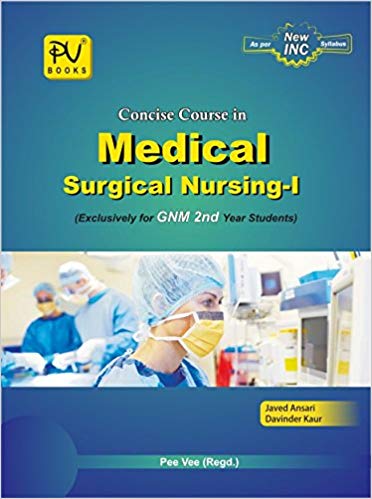 PV®
BOOKS
As per New INC Syllabus
Concise Course in
Medical
Surgical Nursing-I
(Exclusively for GNM 2nd Year Students)
Javed Ansari
Davinder Kaur
Pee Vee (Regd.)